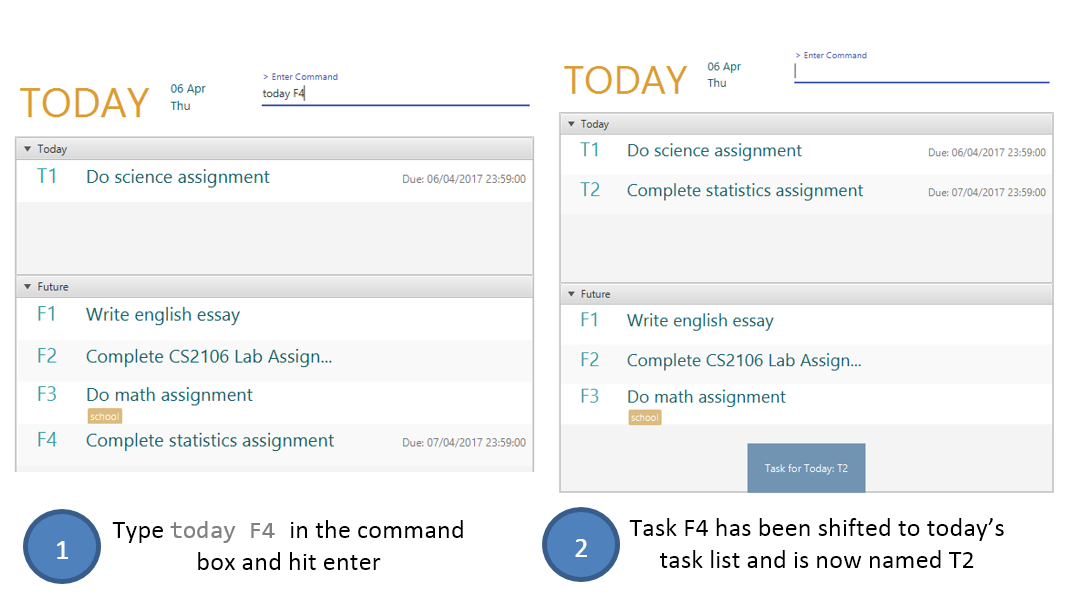 TODAY
06 Apr
Thu
> Enter Command
today F4
▼ Today
T1 Do science assignment Due: 06/04/2017 23:59:00
▼ Future
F1 Write english essay
F2 Complete CS2106 Lab Assign...
F3 Do math assignment
school
F4 Complete statistics assignment Due: 07/04/2017 23:59:00
1
Type today F4 in the command
box and hit enter
TODAY
06 Apr
Thu
> Enter Command
▼ Today
T1 Do science assignment Due: 06/04/2017 23:59:00
T2 Complete statistics assignment Due: 07/04/2017 23:59:00
▼ Future
F1 Write english essay
F2 Complete CS2106 Lab Assign...
F3 Do math assignment
school
Task for Today: T2
2
Task F4 has been shifted to today’s
task list and is now named T2